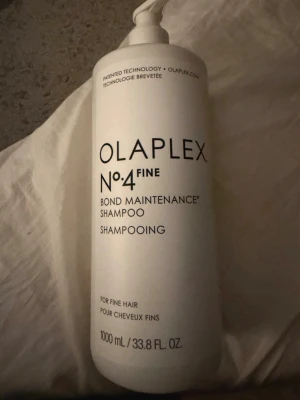 PATENTED TECHNOLOGY • OLAPLEX.COM
TECHNOLOGIE BREVETÉE
OLAPLEX
Nº.4 FINE
BOND MAINTENANCE®
SHAMPOO
SHAMPOOING
FOR FINE HAIR
POUR CHEVEUX FINS
1000 mL / 33.8 FL. OZ.